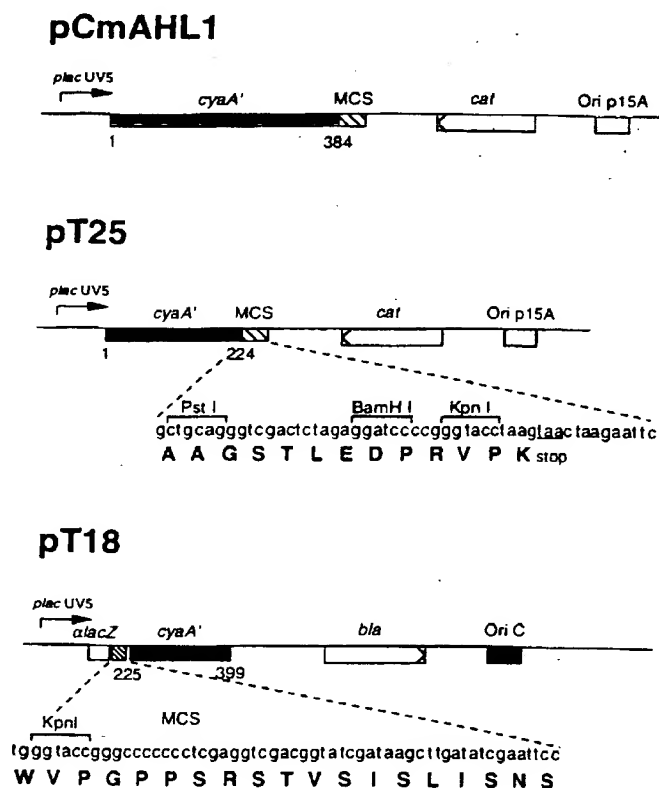 pCmAHL1
plac UV5
cyaA' MCS cat Ori p15A
1 384
pT25
plac UV5
cyaA' MCS cat Ori p15A
1 224
Pst I BamH I Kpn I
gctgcagggtcgactctagaggatccccgggtacctaagtaactaagaattc
A A G S T L E D P R V P K stop
pT18
plac UV5
αlacZ cyaA' bla Ori C
225 399
KpnI MCS
tgggtaccgggccccccctcgaggtcgacggtatcgataagcttgatatcgaattcc
W V P G P P S R S T V S I S L I S N S